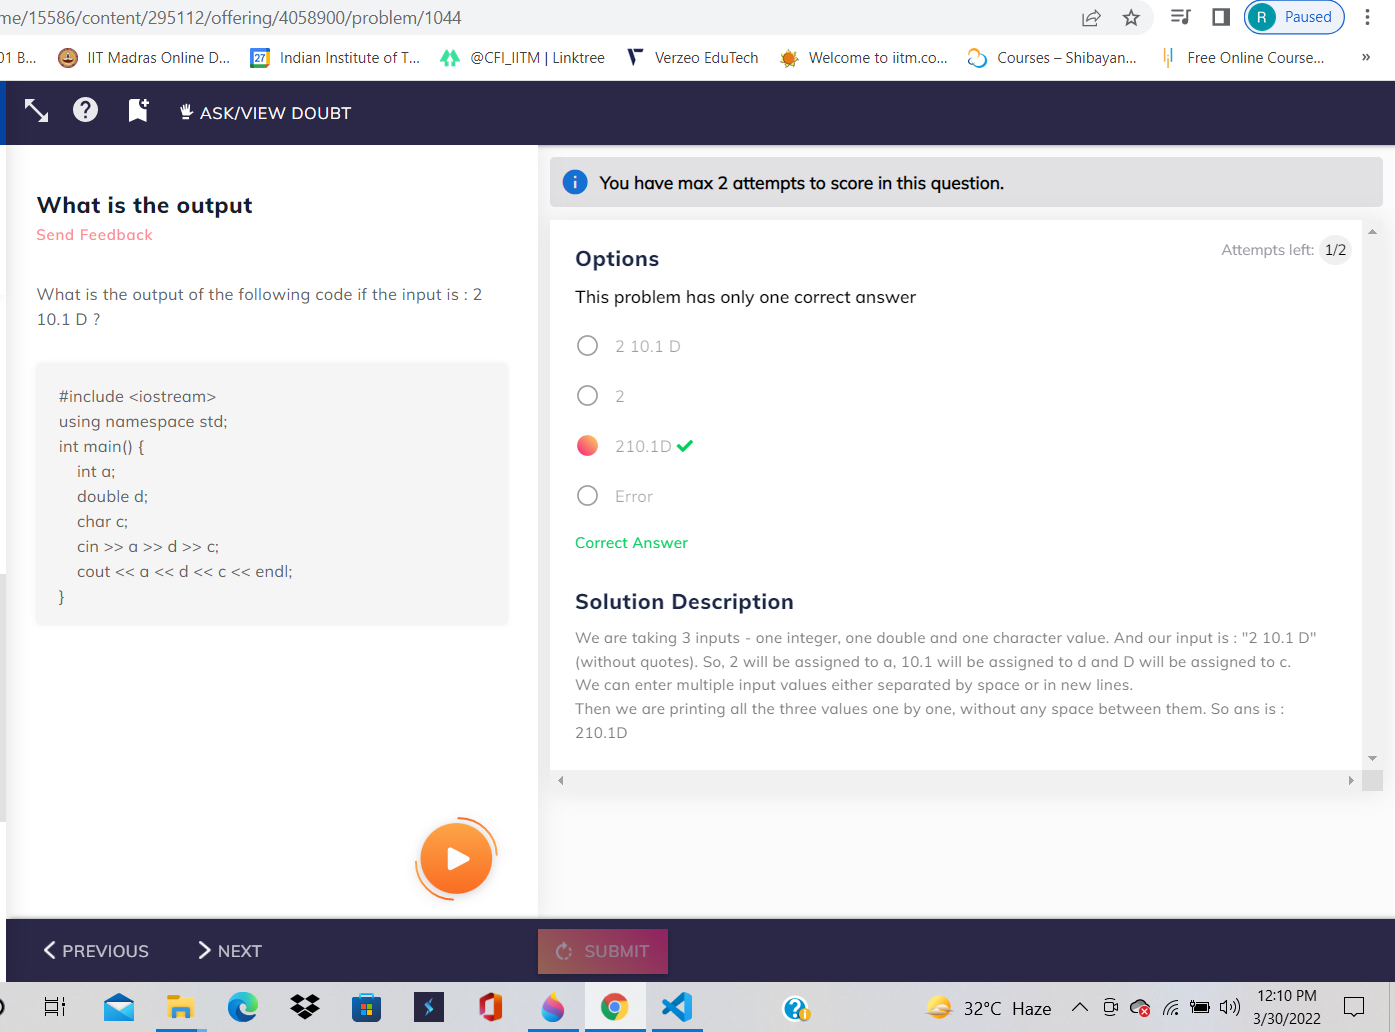 me/15586/content/295112/offering/4058900/problem/1044
R Paused
01 B...
IIT Madras Online D...
27 Indian Institute of T...
@CFI_IITM | Linktree
Verzeo EduTech
Welcome to iitm.co...
Courses – Shibayan...
Free Online Course...
»
? ASK/VIEW DOUBT
What is the output
Send Feedback
What is the output of the following code if the input is : 2
10.1 D ?
#include <iostream>
using namespace std;
int main() {
int a;
double d;
char c;
cin >> a >> d >> c;
cout << a << d << c << endl;
}
i You have max 2 attempts to score in this question.
Options
Attempts left: 1/2
This problem has only one correct answer
2 10.1 D
2
210.1D
Error
Correct Answer
Solution Description
We are taking 3 inputs - one integer, one double and one character value. And our input is : "2 10.1 D"
(without quotes). So, 2 will be assigned to a, 10.1 will be assigned to d and D will be assigned to c.
We can enter multiple input values either separated by space or in new lines.
Then we are printing all the three values one by one, without any space between them. So ans is :
210.1D
PREVIOUS
NEXT
SUBMIT
32°C Haze
12:10 PM
3/30/2022